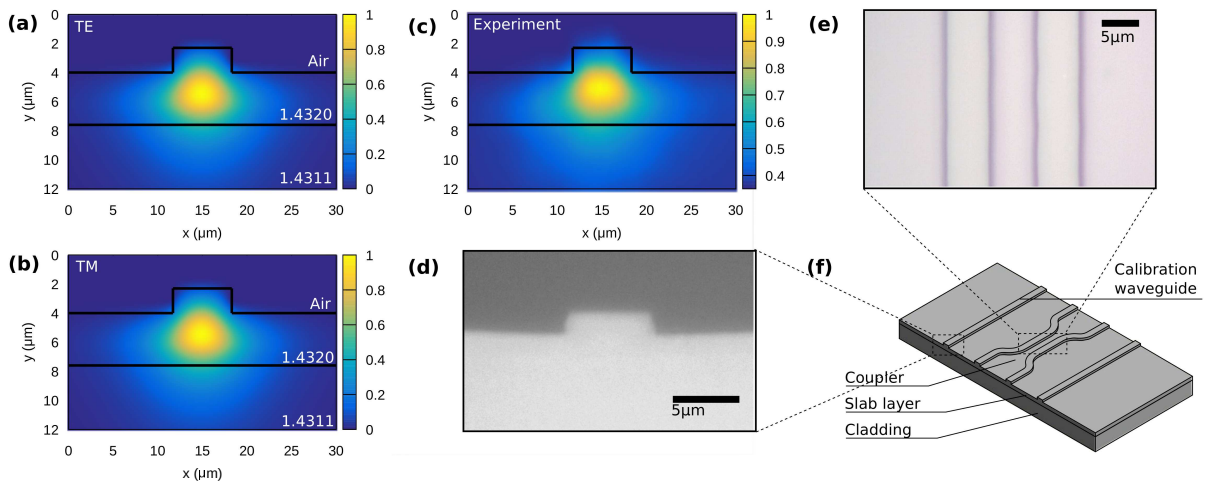 (a)
TE
Air
1.4320
1.4311
0
2
4
6
8
10
12
y (μm)
0
5
10
15
20
25
30
x (μm)
1
0.8
0.6
0.4
0.2
0
(b)
TM
Air
1.4320
1.4311
0
2
4
6
8
10
12
y (μm)
0
5
10
15
20
25
30
x (μm)
1
0.8
0.6
0.4
0.2
0
(c)
Experiment
0
2
4
6
8
10
12
y (μm)
0
5
10
15
20
25
30
x (μm)
1
0.9
0.8
0.7
0.6
0.5
0.4
(d)
5μm
(e)
5μm
(f)
Calibration
waveguide
Coupler
Slab layer
Cladding